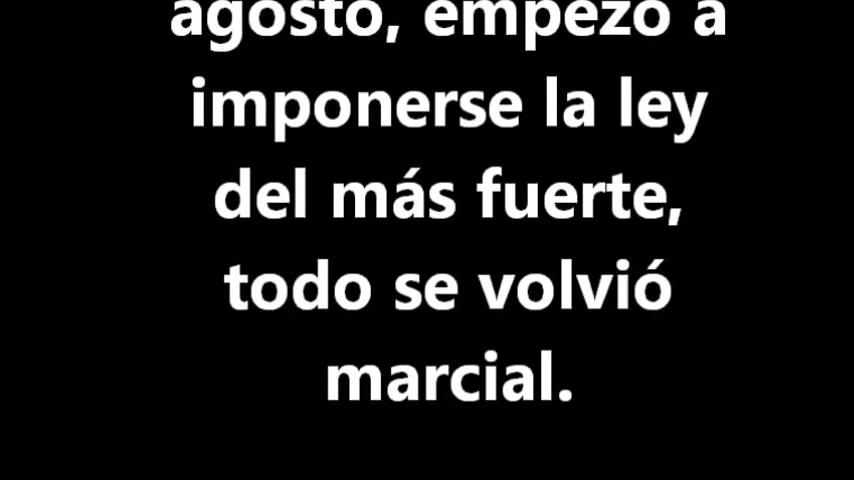 agosto, empezó a
imponerse la ley
del más fuerte,
todo se volvió
marcial.